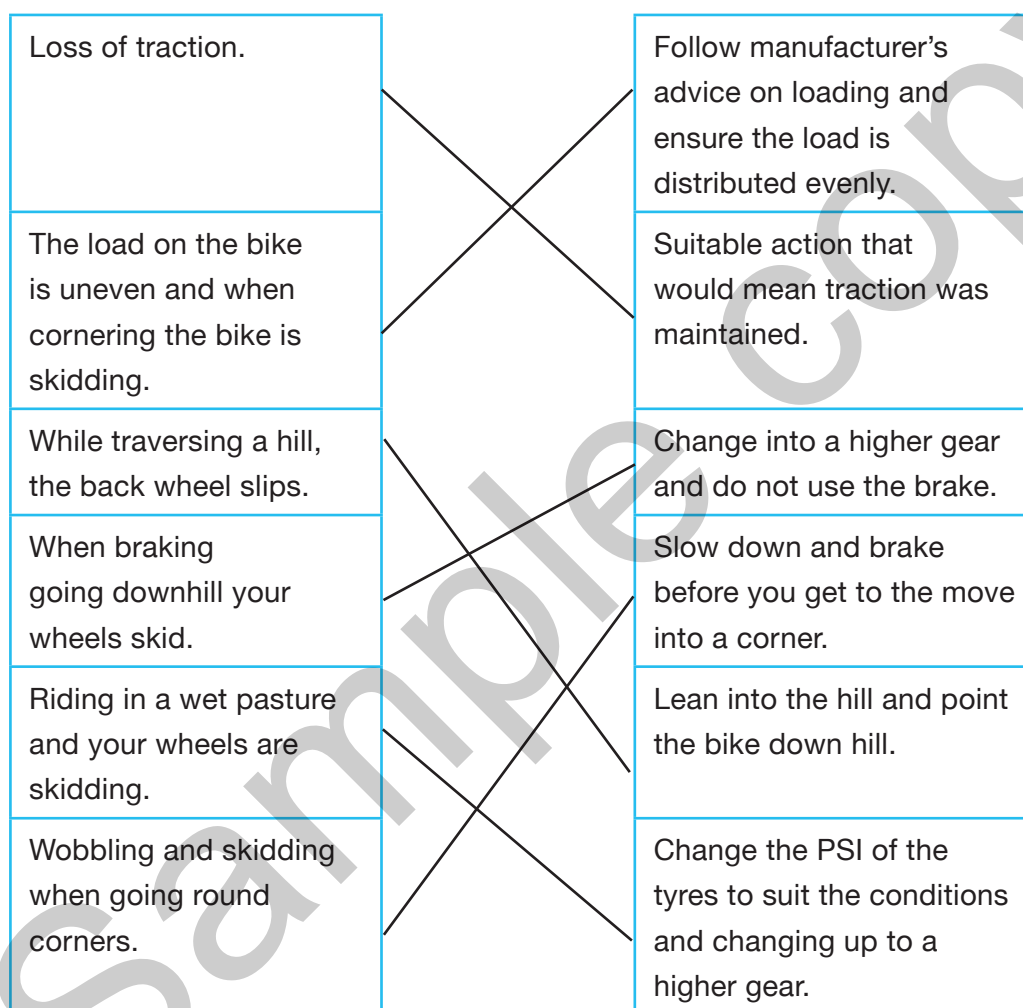 Loss of traction.
Follow manufacturer’s
advice on loading and
ensure the load is
distributed evenly.
The load on the bike
is uneven and when
cornering the bike is
skidding.
Suitable action that
would mean traction was
maintained.
While traversing a hill,
the back wheel slips.
Change into a higher gear
and do not use the brake.
When braking
going downhill your
wheels skid.
Slow down and brake
before you get to the move
into a corner.
Riding in a wet pasture
and your wheels are
skidding.
Lean into the hill and point
the bike down hill.
Wobbling and skidding
when going round
corners.
Change the PSI of the
tyres to suit the conditions
and changing up to a
higher gear.
Sample copy